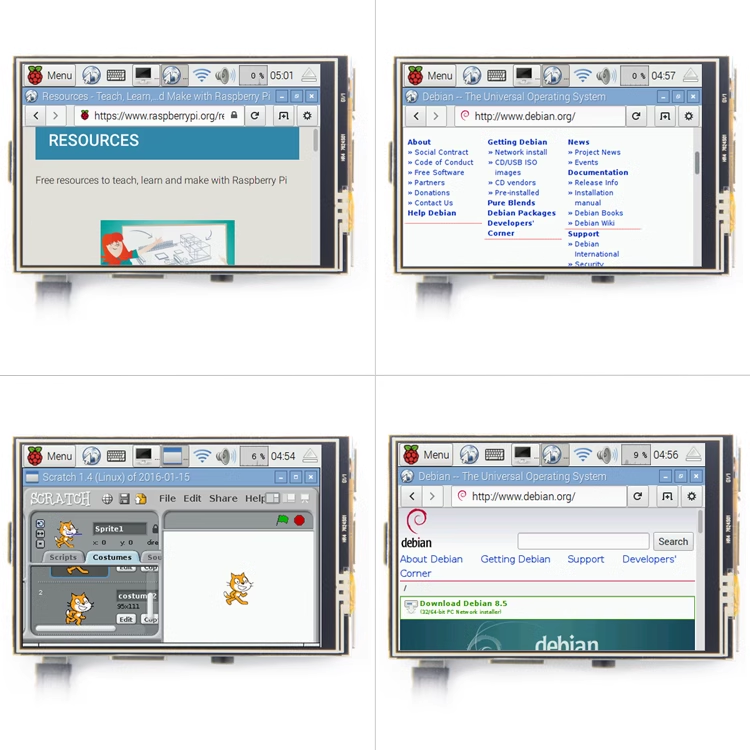 Menu
0 %
05:01
Resources - Teach, Learn,...d Make with Raspberry Pi
https://www.raspberrypi.org/re
RESOURCES
Free resources to teach, learn and make with Raspberry Pi
Menu
0 %
04:57
Debian -- The Universal Operating System
http://www.debian.org/
About
» Social Contract
» Code of Conduct
» Free Software
» Partners
» Donations
» Contact Us
Help Debian
Getting Debian
» Network install
» CD/USB ISO
images
» CD vendors
» Pre-installed
Pure Blends
Debian Packages
Developers'
Corner
News
» Project News
» Events
Documentation
» Release Info
» Installation
manual
» Debian Books
» Debian Wiki
Support
» Debian
International
Security
Menu
6 %
04:54
Scratch 1.4 (Linux) of 2016-01-15
SCRATCH
File Edit Share Help
Sprite1
x: 0 y: 0 dire
Scripts Costumes Sou
Edit Cop
2
costume2
95x111
Edit Cop
Menu
9 %
04:56
Debian -- The Universal Operating System
http://www.debian.org/
debian
Search
About Debian Getting Debian Support Developers'
Corner
/
Download Debian 8.5
(32/64-bit PC Network installer)
debian